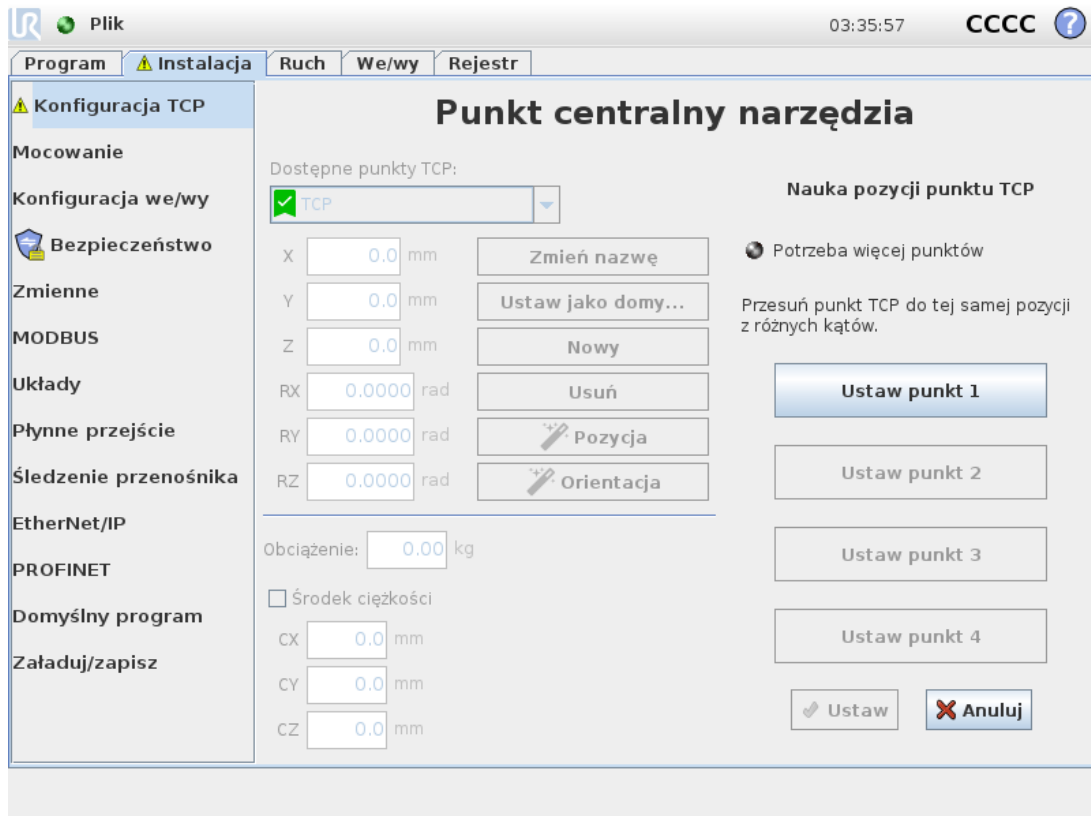 UR Plik 03:35:57 CCCC ?
Program Instalacja Ruch We/wy Rejestr
Konfiguracja TCP
Mocowanie
Konfiguracja we/wy
Bezpieczeństwo
Zmienne
MODBUS
Układy
Płynne przejście
Śledzenie przenośnika
EtherNet/IP
PROFINET
Domyślny program
Załaduj/zapisz
Punkt centralny narzędzia
Dostępne punkty TCP:
TCP
X 0.0 mm Zmień nazwę
Y 0.0 mm Ustaw jako domy...
Z 0.0 mm Nowy
RX 0.0000 rad Usuń
RY 0.0000 rad Pozycja
RZ 0.0000 rad Orientacja
Obciążenie: 0.00 kg
Środek ciężkości
CX 0.0 mm
CY 0.0 mm
CZ 0.0 mm
Nauka pozycji punktu TCP
Potrzeba więcej punktów
Przesuń punkt TCP do tej samej pozycji
z różnych kątów.
Ustaw punkt 1
Ustaw punkt 2
Ustaw punkt 3
Ustaw punkt 4
Ustaw Anuluj